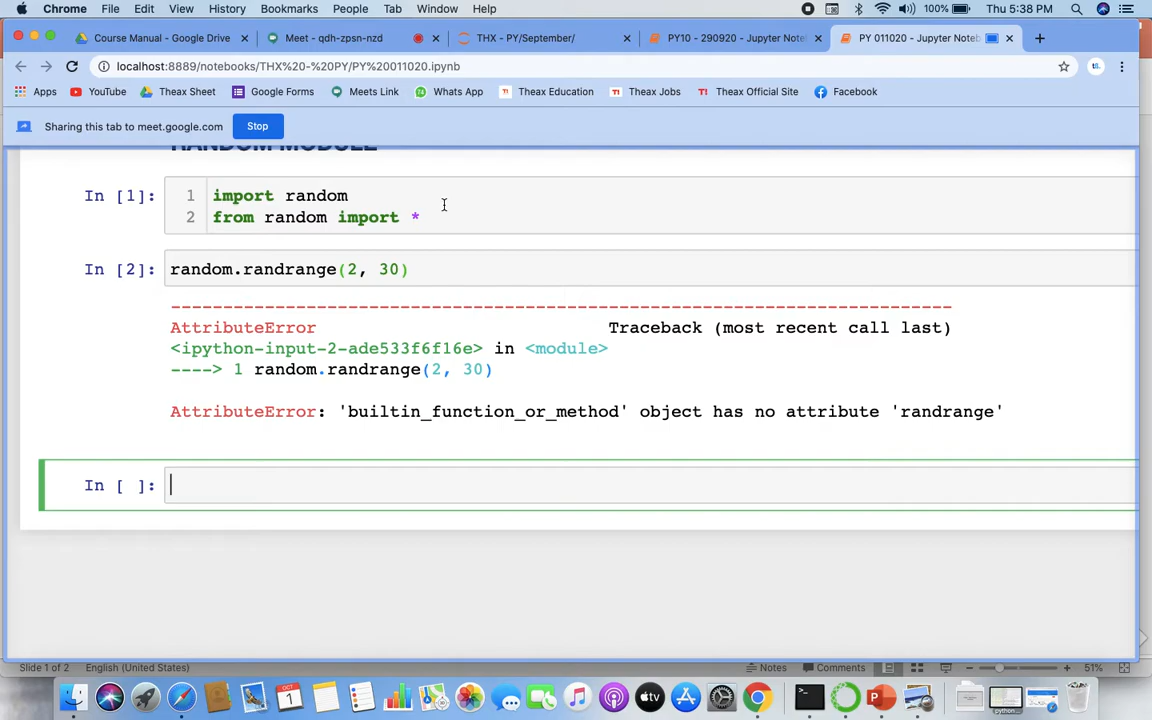 Chrome File Edit View History Bookmarks People Tab Window Help 100% Thu 5:38 PM
Course Manual - Google Drive Meet - qdh-zpsn-nzd THX - PY/September/ PY10 - 290920 - Jupyter Note PY 011020 - Jupyter Noteb
localhost:8889/notebooks/THX%20-%20PY/PY%20011020.ipynb
Apps YouTube Theax Sheet Google Forms Meets Link Whats App Theax Education Theax Jobs Theax Official Site Facebook
Sharing this tab to meet.google.com Stop
RANDOM MODULE
In [1]: 1 import random
2 from random import *
In [2]: random.randrange(2, 30)
---------------------------------------------------------------------------
AttributeError Traceback (most recent call last)
<ipython-input-2-ade533f6f16e> in <module>
----> 1 random.randrange(2, 30)
AttributeError: 'builtin_function_or_method' object has no attribute 'randrange'
In [ ]:
Slide 1 of 2 English (United States) Notes Comments 51%